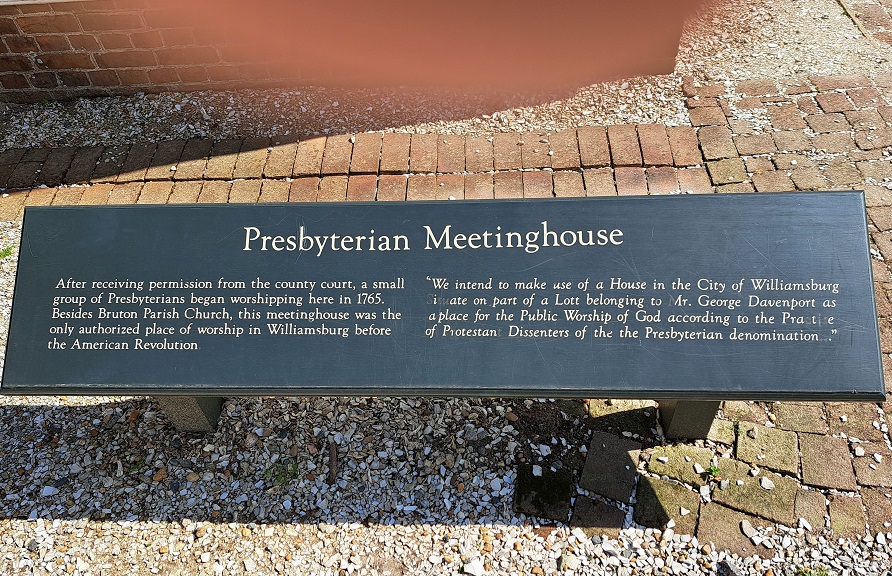 Presbyterian Meetinghouse
After receiving permission from the county court, a small
group of Presbyterians began worshipping here in 1765.
Besides Bruton Parish Church, this meetinghouse was the
only authorized place of worship in Williamsburg before
the American Revolution
"We intend to make use of a House in the City of Williamsburg
Situate on part of a Lott belonging to Mr. George Davenport as
a place for the Public Worship of God according to the Practice
of Protestant Dissenters of the the Presbyterian denomination..."